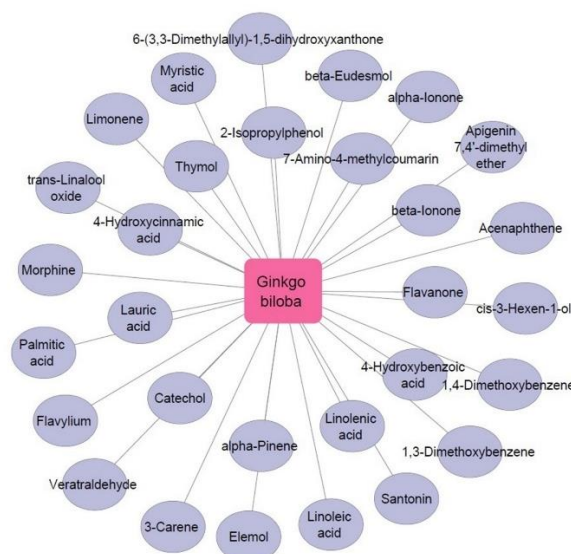 6-(3,3-Dimethylallyl)-1,5-dihydroxyxanthone
Myristic
acid
beta-Eudesmol
alpha-Ionone
Limonene
2-Isopropylphenol
Apigenin
7,4'-dimethyl
ether
Thymol
7-Amino-4-methylcoumarin
trans-Linalool
oxide
4-Hydroxycinnamic
acid
beta-Ionone
Acenaphthene
Morphine
Ginkgo
biloba
Flavanone
cis-3-Hexen-1-ol
Lauric
acid
Palmitic
acid
4-Hydroxybenzoic
acid
1,4-Dimethoxybenzene
Catechol
Flavylium
Linolenic
acid
alpha-Pinene
1,3-Dimethoxybenzene
Veratraldehyde
Santonin
3-Carene
Elemol
Linoleic
acid